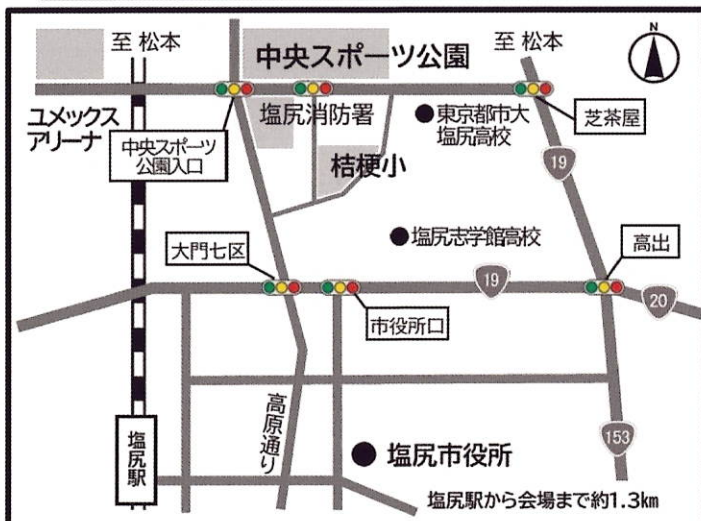 至 松本
中央スポーツ公園
至 松本
N
ユメックス
アリーナ
中央スポーツ
公園入口
塩尻消防署
東京都市大
塩尻高校
芝茶屋
桔梗小
19
塩尻志学館高校
大門七区
高出
19
20
市役所口
高原通り
塩尻駅
塩尻市役所
153
塩尻駅から会場まで約1.3km